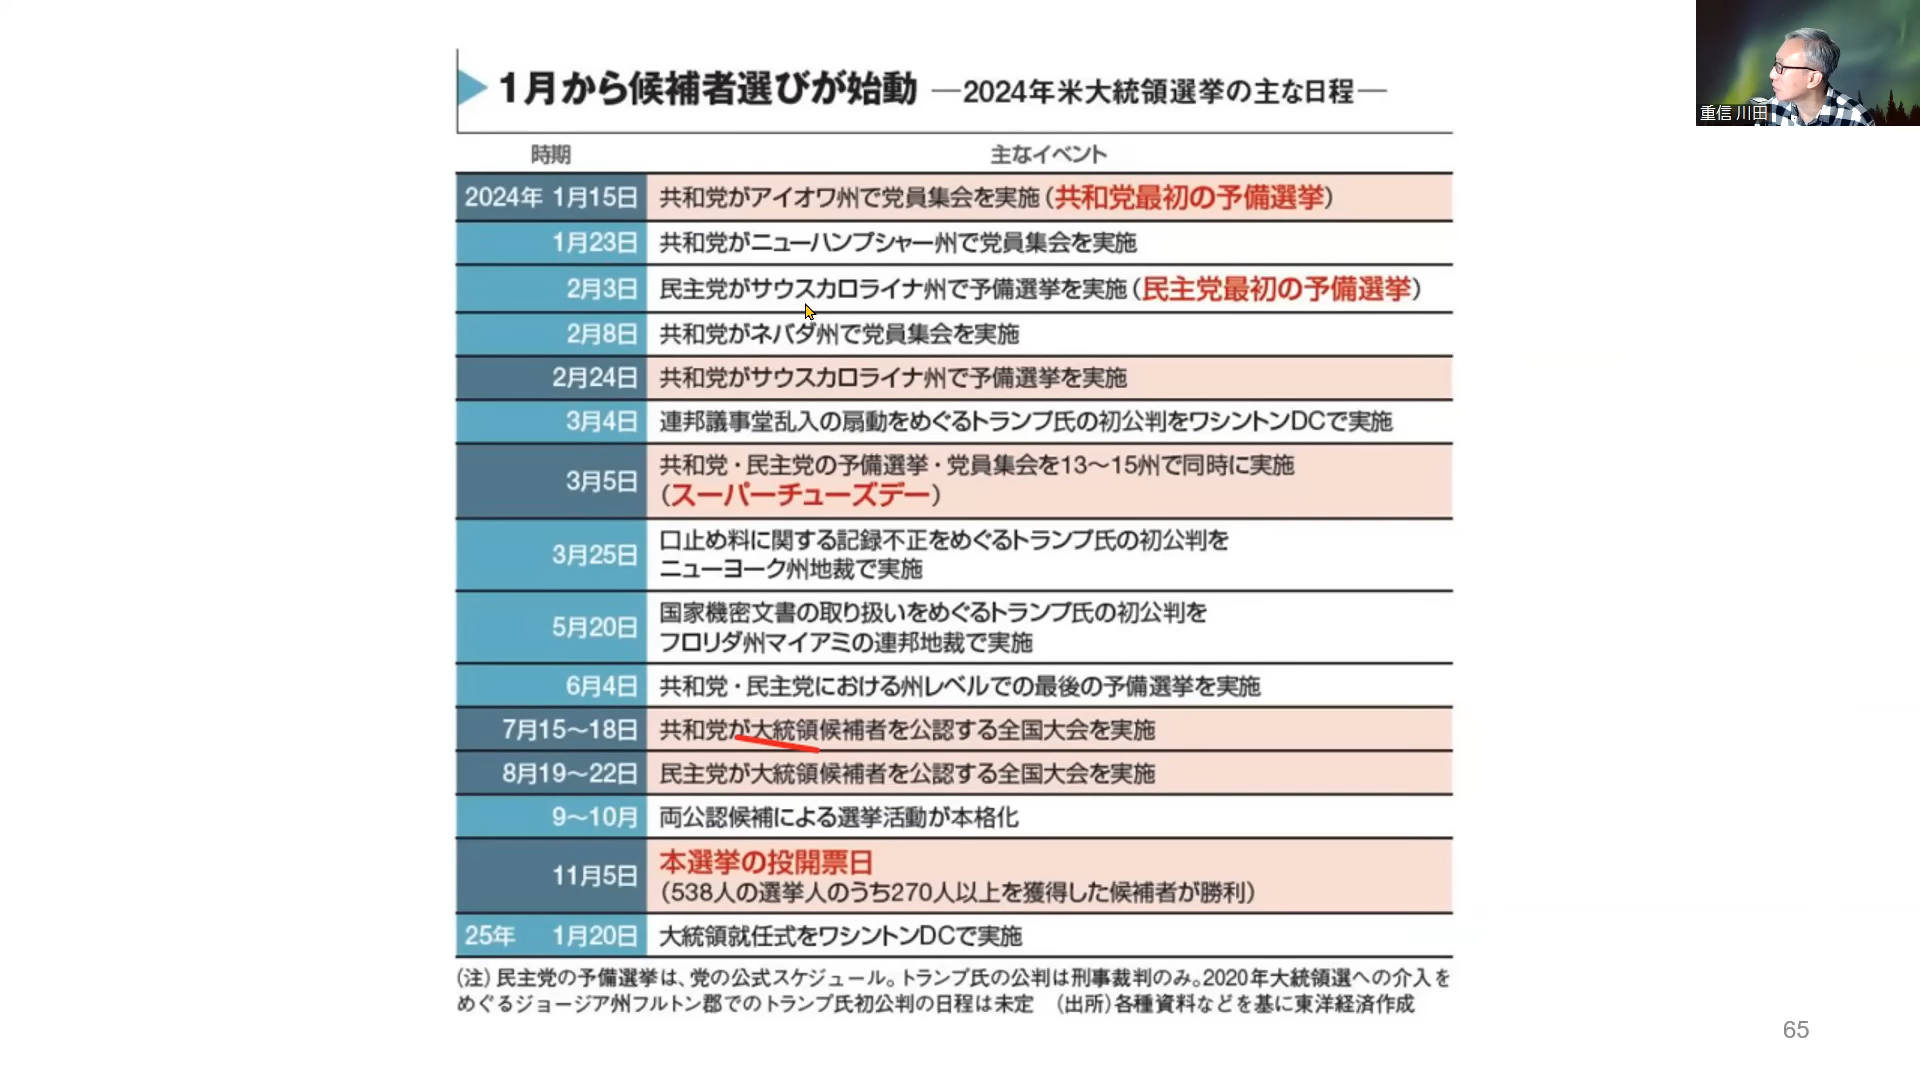 1月から候補者選びが始動 ―2024年米大統領選挙の主な日程―
重信 川田
時期 主なイベント
2024年 1月15日 共和党がアイオワ州で党員集会を実施(共和党最初の予備選挙)
1月23日 共和党がニューハンプシャー州で党員集会を実施
2月3日 民主党がサウスカロライナ州で予備選挙を実施(民主党最初の予備選挙)
2月8日 共和党がネバダ州で党員集会を実施
2月24日 共和党がサウスカロライナ州で予備選挙を実施
3月4日 連邦議事堂乱入の扇動をめぐるトランプ氏の初公判をワシントンDCで実施
3月5日 共和党・民主党の予備選挙・党員集会を13〜15州で同時に実施
(スーパーチューズデー)
3月25日 口止め料に関する記録不正をめぐるトランプ氏の初公判を
ニューヨーク州地裁で実施
5月20日 国家機密文書の取り扱いをめぐるトランプ氏の初公判を
フロリダ州マイアミの連邦地裁で実施
6月4日 共和党・民主党における州レベルでの最後の予備選挙を実施
7月15〜18日 共和党が大統領候補者を公認する全国大会を実施
8月19〜22日 民主党が大統領候補者を公認する全国大会を実施
9〜10月 両公認候補による選挙活動が本格化
11月5日 本選挙の投開票日
(538人の選挙人のうち270人以上を獲得した候補者が勝利)
25年 1月20日 大統領就任式をワシントンDCで実施
(注) 民主党の予備選挙は、党の公式スケジュール。トランプ氏の公判は刑事裁判のみ。2020年大統領選への介入を
めぐるジョージア州フルトン郡でのトランプ氏初公判の日程は未定 (出所)各種資料などを基に東洋経済作成
65